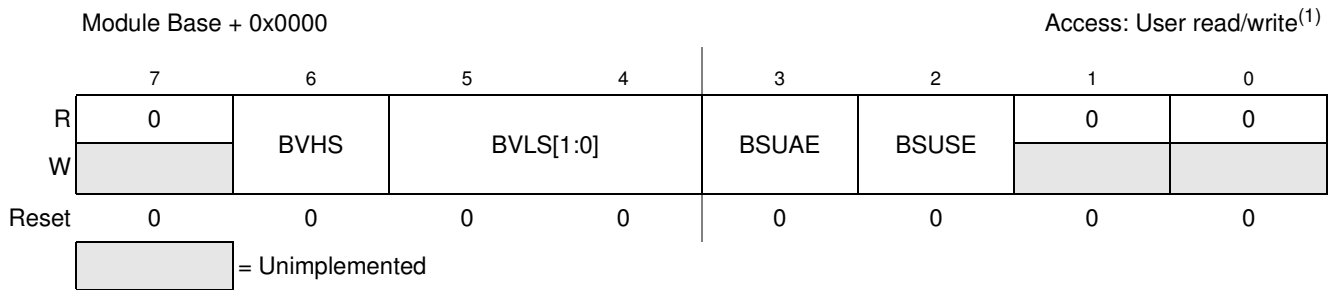 Module Base + 0x0000 Access: User read/write(1)
7 6 5 4 3 2 1 0
R 0 BVHS BVLS[1:0] BSUAE BSUSE 0 0
W
Reset 0 0 0 0 0 0 0 0
= Unimplemented